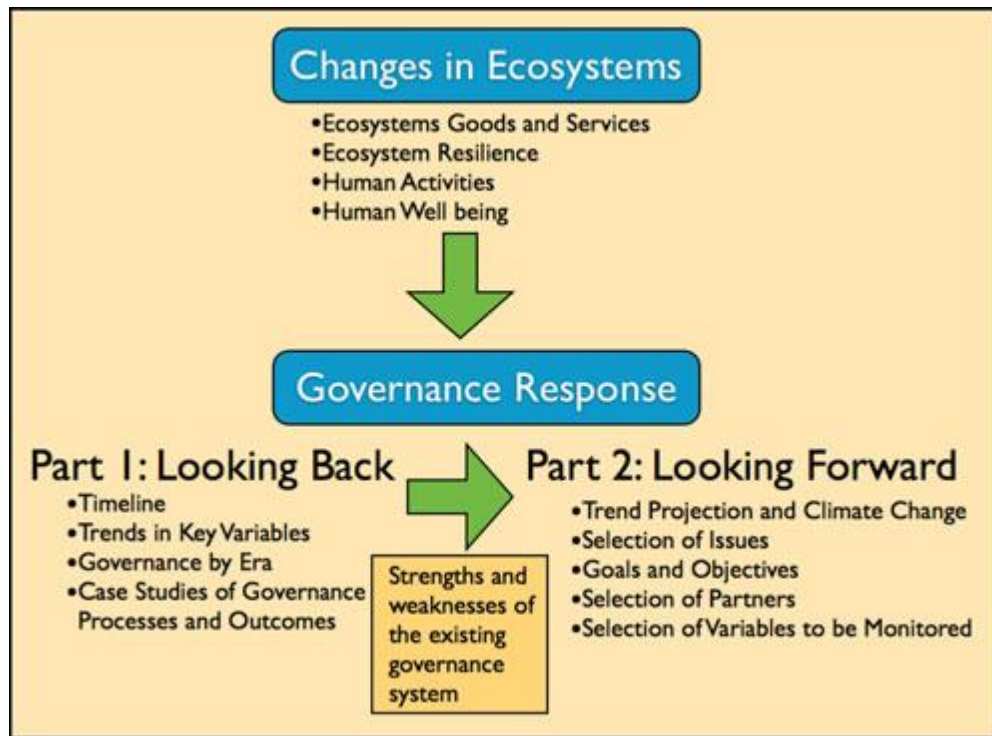 Changes in Ecosystems
•Ecosystems Goods and Services
•Ecosystem Resilience
•Human Activities
•Human Well being
Governance Response
Part 1: Looking Back
•Timeline
•Trends in Key Variables
•Governance by Era
•Case Studies of Governance
Processes and Outcomes
Strengths and
weaknesses of
the existing
governance
system
Part 2: Looking Forward
•Trend Projection and Climate Change
•Selection of Issues
•Goals and Objectives
•Selection of Partners
•Selection of Variables to be Monitored